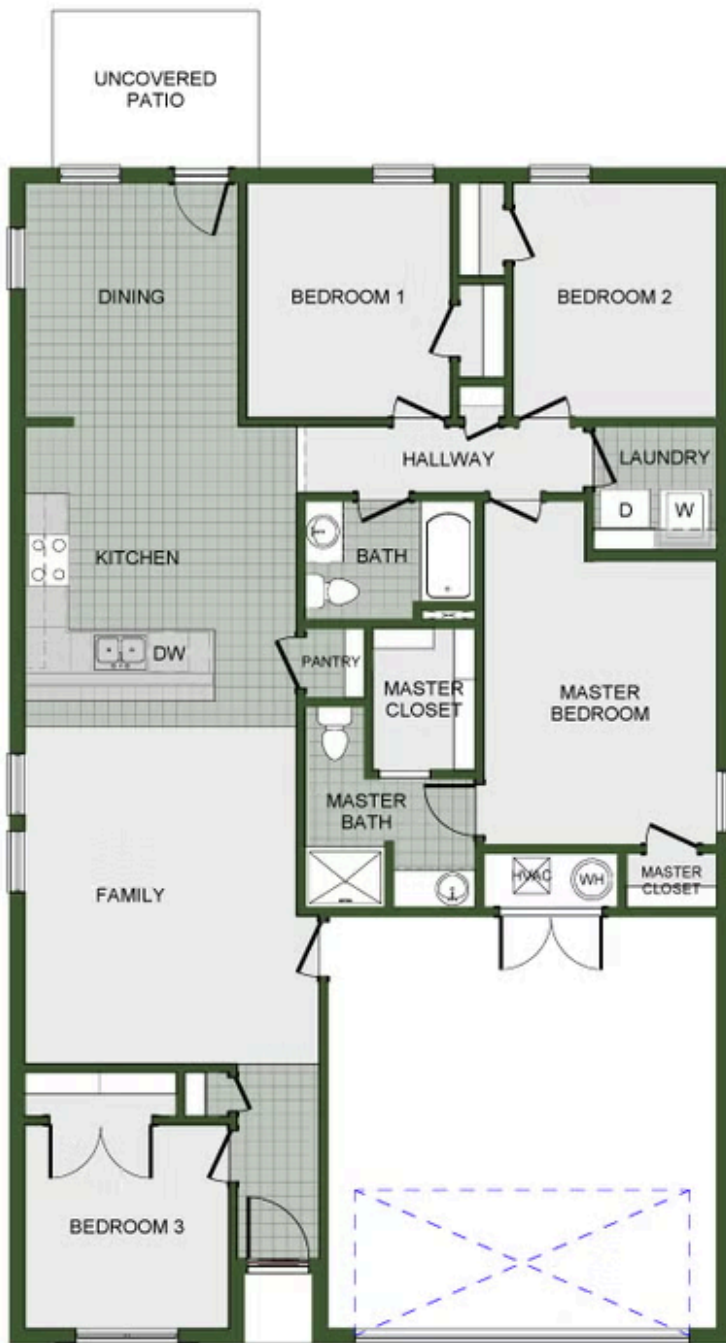 UNCOVERED
PATIO
DINING
BEDROOM 1
BEDROOM 2
HALLWAY
LAUNDRY
D
W
KITCHEN
BATH
DW
PANTRY
MASTER
CLOSET
MASTER
BEDROOM
MASTER
BATH
FAMILY
HVAC
WH
MASTER
CLOSET
BEDROOM 3